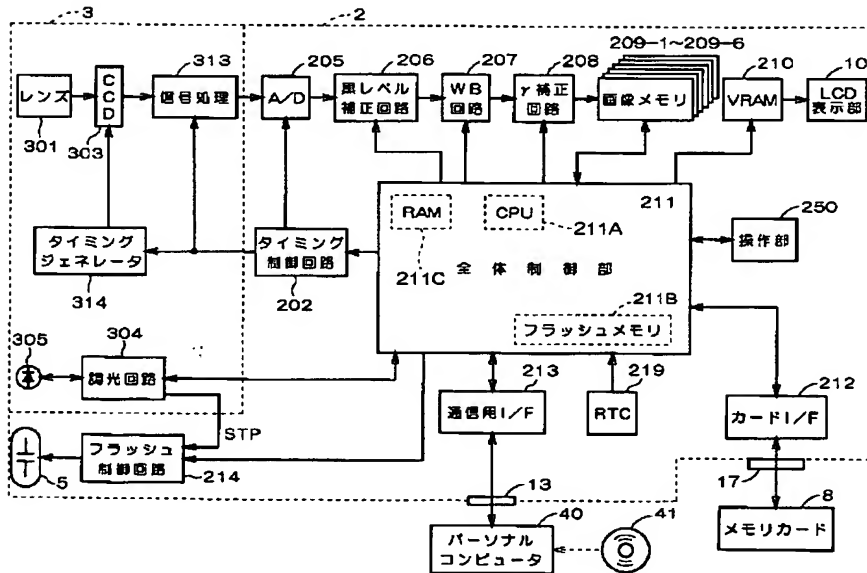 3
2
313
205
206
207
208
209-1~209-6
210
10
レンズ
CCD
信号処理
A/D
黒レベル
補正回路
WB
回路
γ補正
回路
画像メモリ
VRAM
LCD
表示部
301
303
211
RAM
CPU
250
211A
操作部
タイミング
ジェネレータ
タイミング
制御回路
211C
全体制御部
314
202
211B
フラッシュメモリ
305
304
調光回路
213
219
212
通信用I/F
RTC
カードI/F
STP
フラッシュ
制御回路
5
214
13
17
40
41
8
パーソナル
コンピュータ
メモリカード